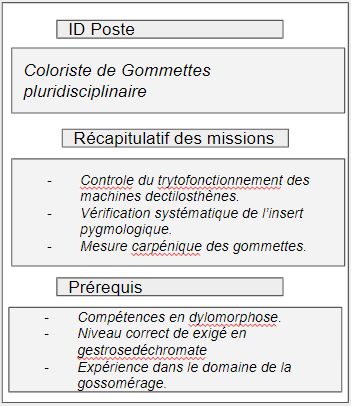 ID Poste
Coloriste de Gommettes
pluridisciplinaire
Récapitulatif des missions
- Controle du trytofonctionnement des
machines dectilosthènes.
- Vérification systématique de l'insert
pygmologique.
- Mesure carpénique des gommettes.
Prérequis
- Compétences en dylomorphose.
- Niveau correct de exigé en
gestrosedéchromate
- Expérience dans le domaine de la
gossomérage.